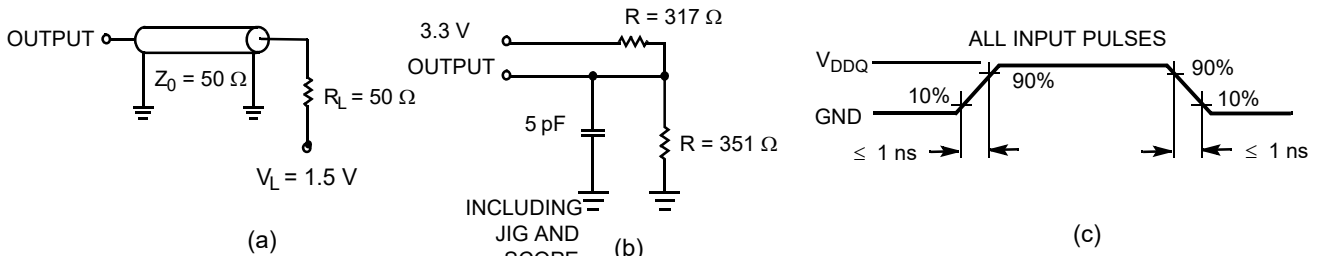 OUTPUT
Z0 = 50 Ω
RL = 50 Ω
VL = 1.5 V
(a)
R = 317 Ω
3.3 V
OUTPUT
5 pF
R = 351 Ω
INCLUDING
JIG AND
SCOPE
(b)
ALL INPUT PULSES
VDDQ
GND
10%
90%
90%
10%
≤ 1 ns
≤ 1 ns
(c)